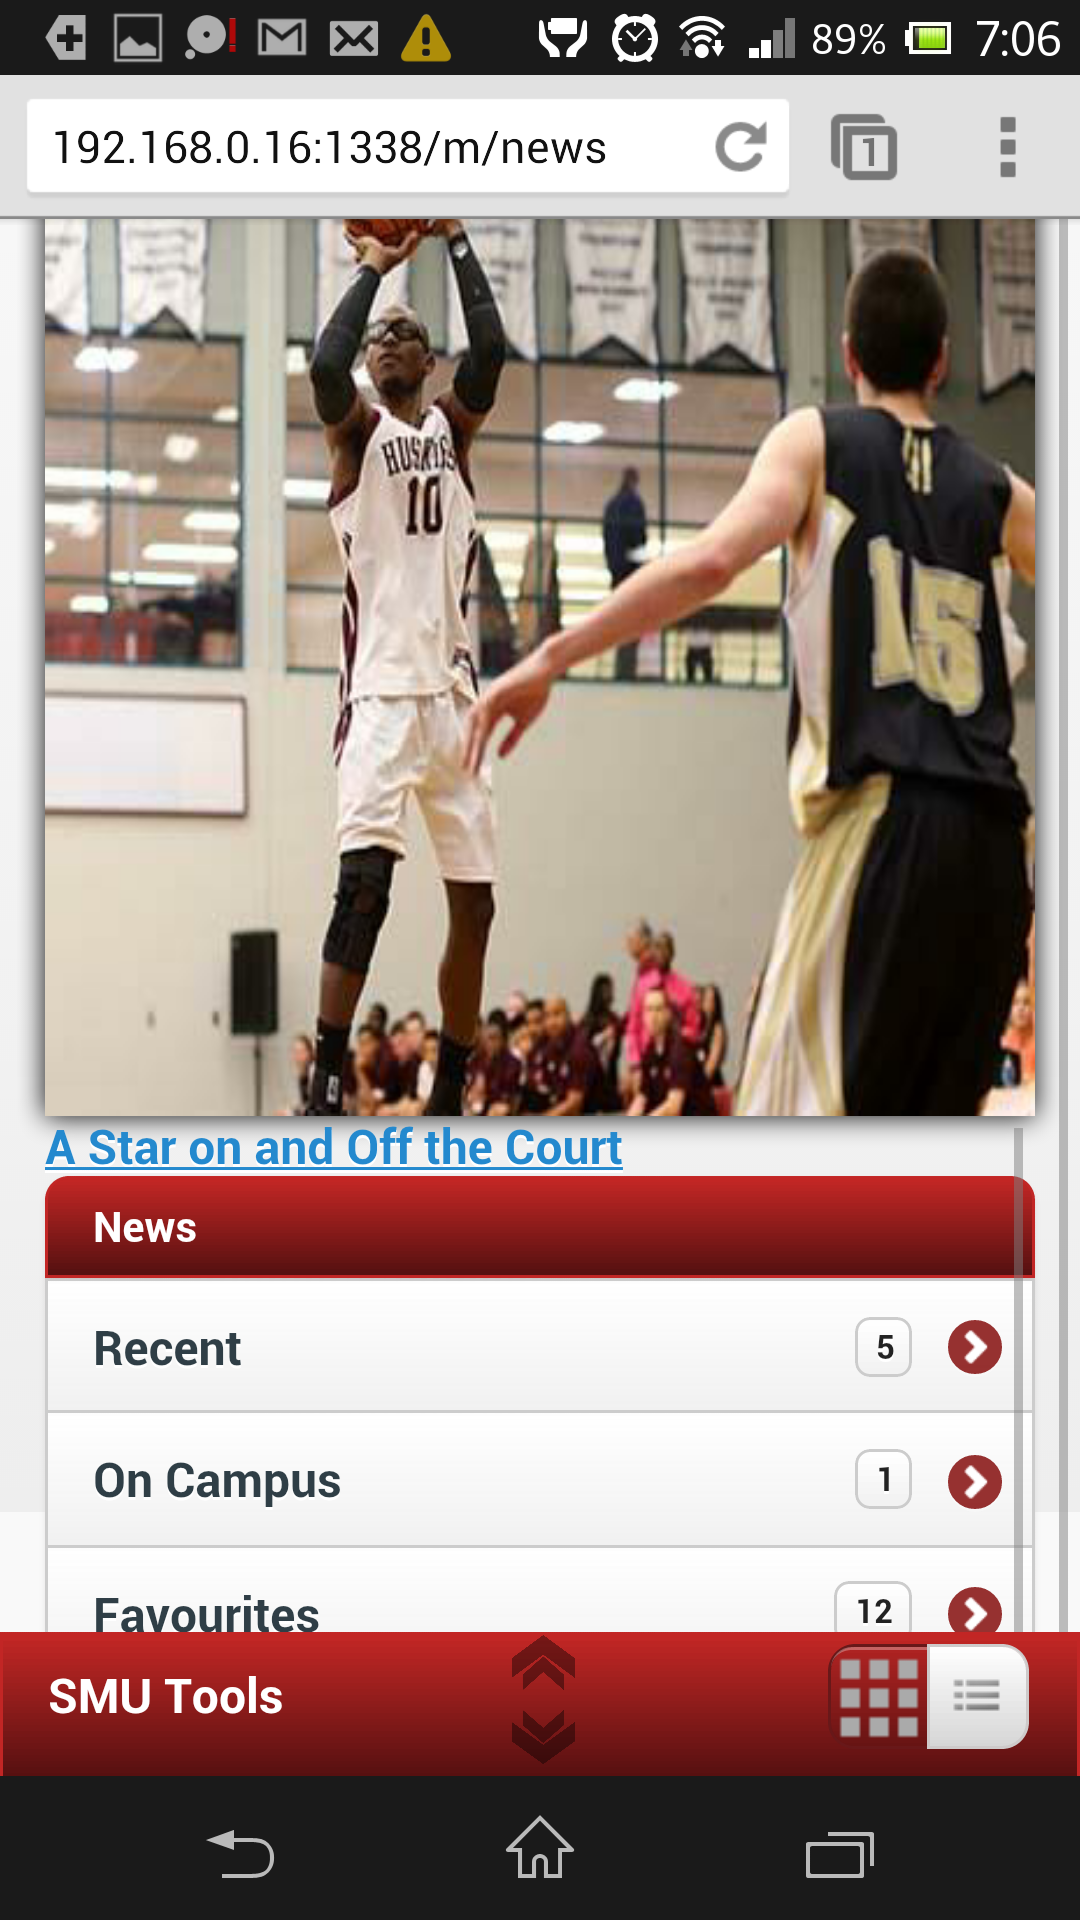 89% 7:06
192.168.0.16:1338/m/news
1
HUSKIES
10
15
A Star on and Off the Court
News
Recent 5
On Campus 1
Favourites 12
SMU Tools